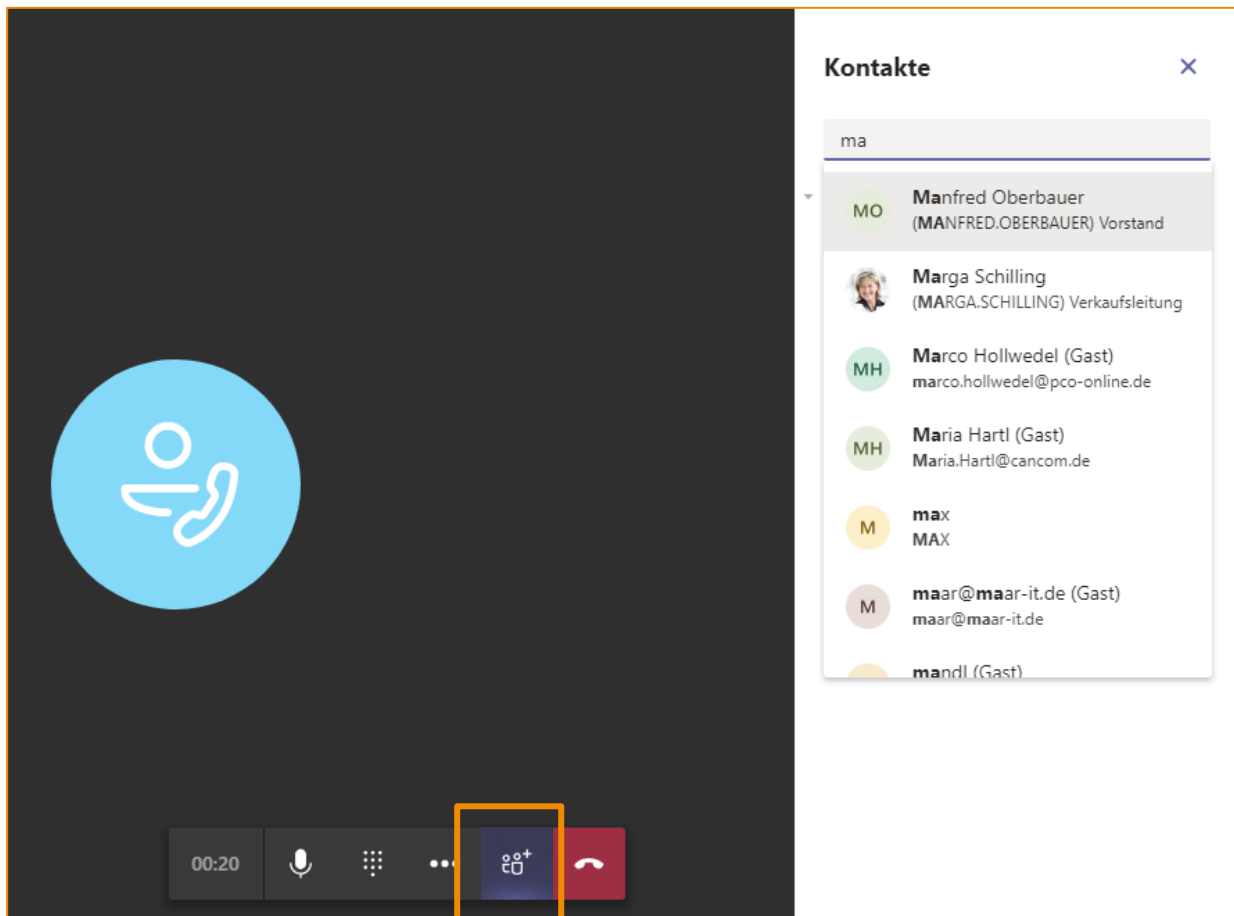 Kontakte
ma
MO
Manfred Oberbauer
(MANFRED.OBERBAUER) Vorstand
Marga Schilling
(MARGA.SCHILLING) Verkaufsleitung
MH
Marco Hollwedel (Gast)
marco.hollwedel@pco-online.de
MH
Maria Hartl (Gast)
Maria.Hartl@cancom.de
M
max
MAX
M
maar@maar-it.de (Gast)
maar@maar-it.de
mandl (Gast)
00:20